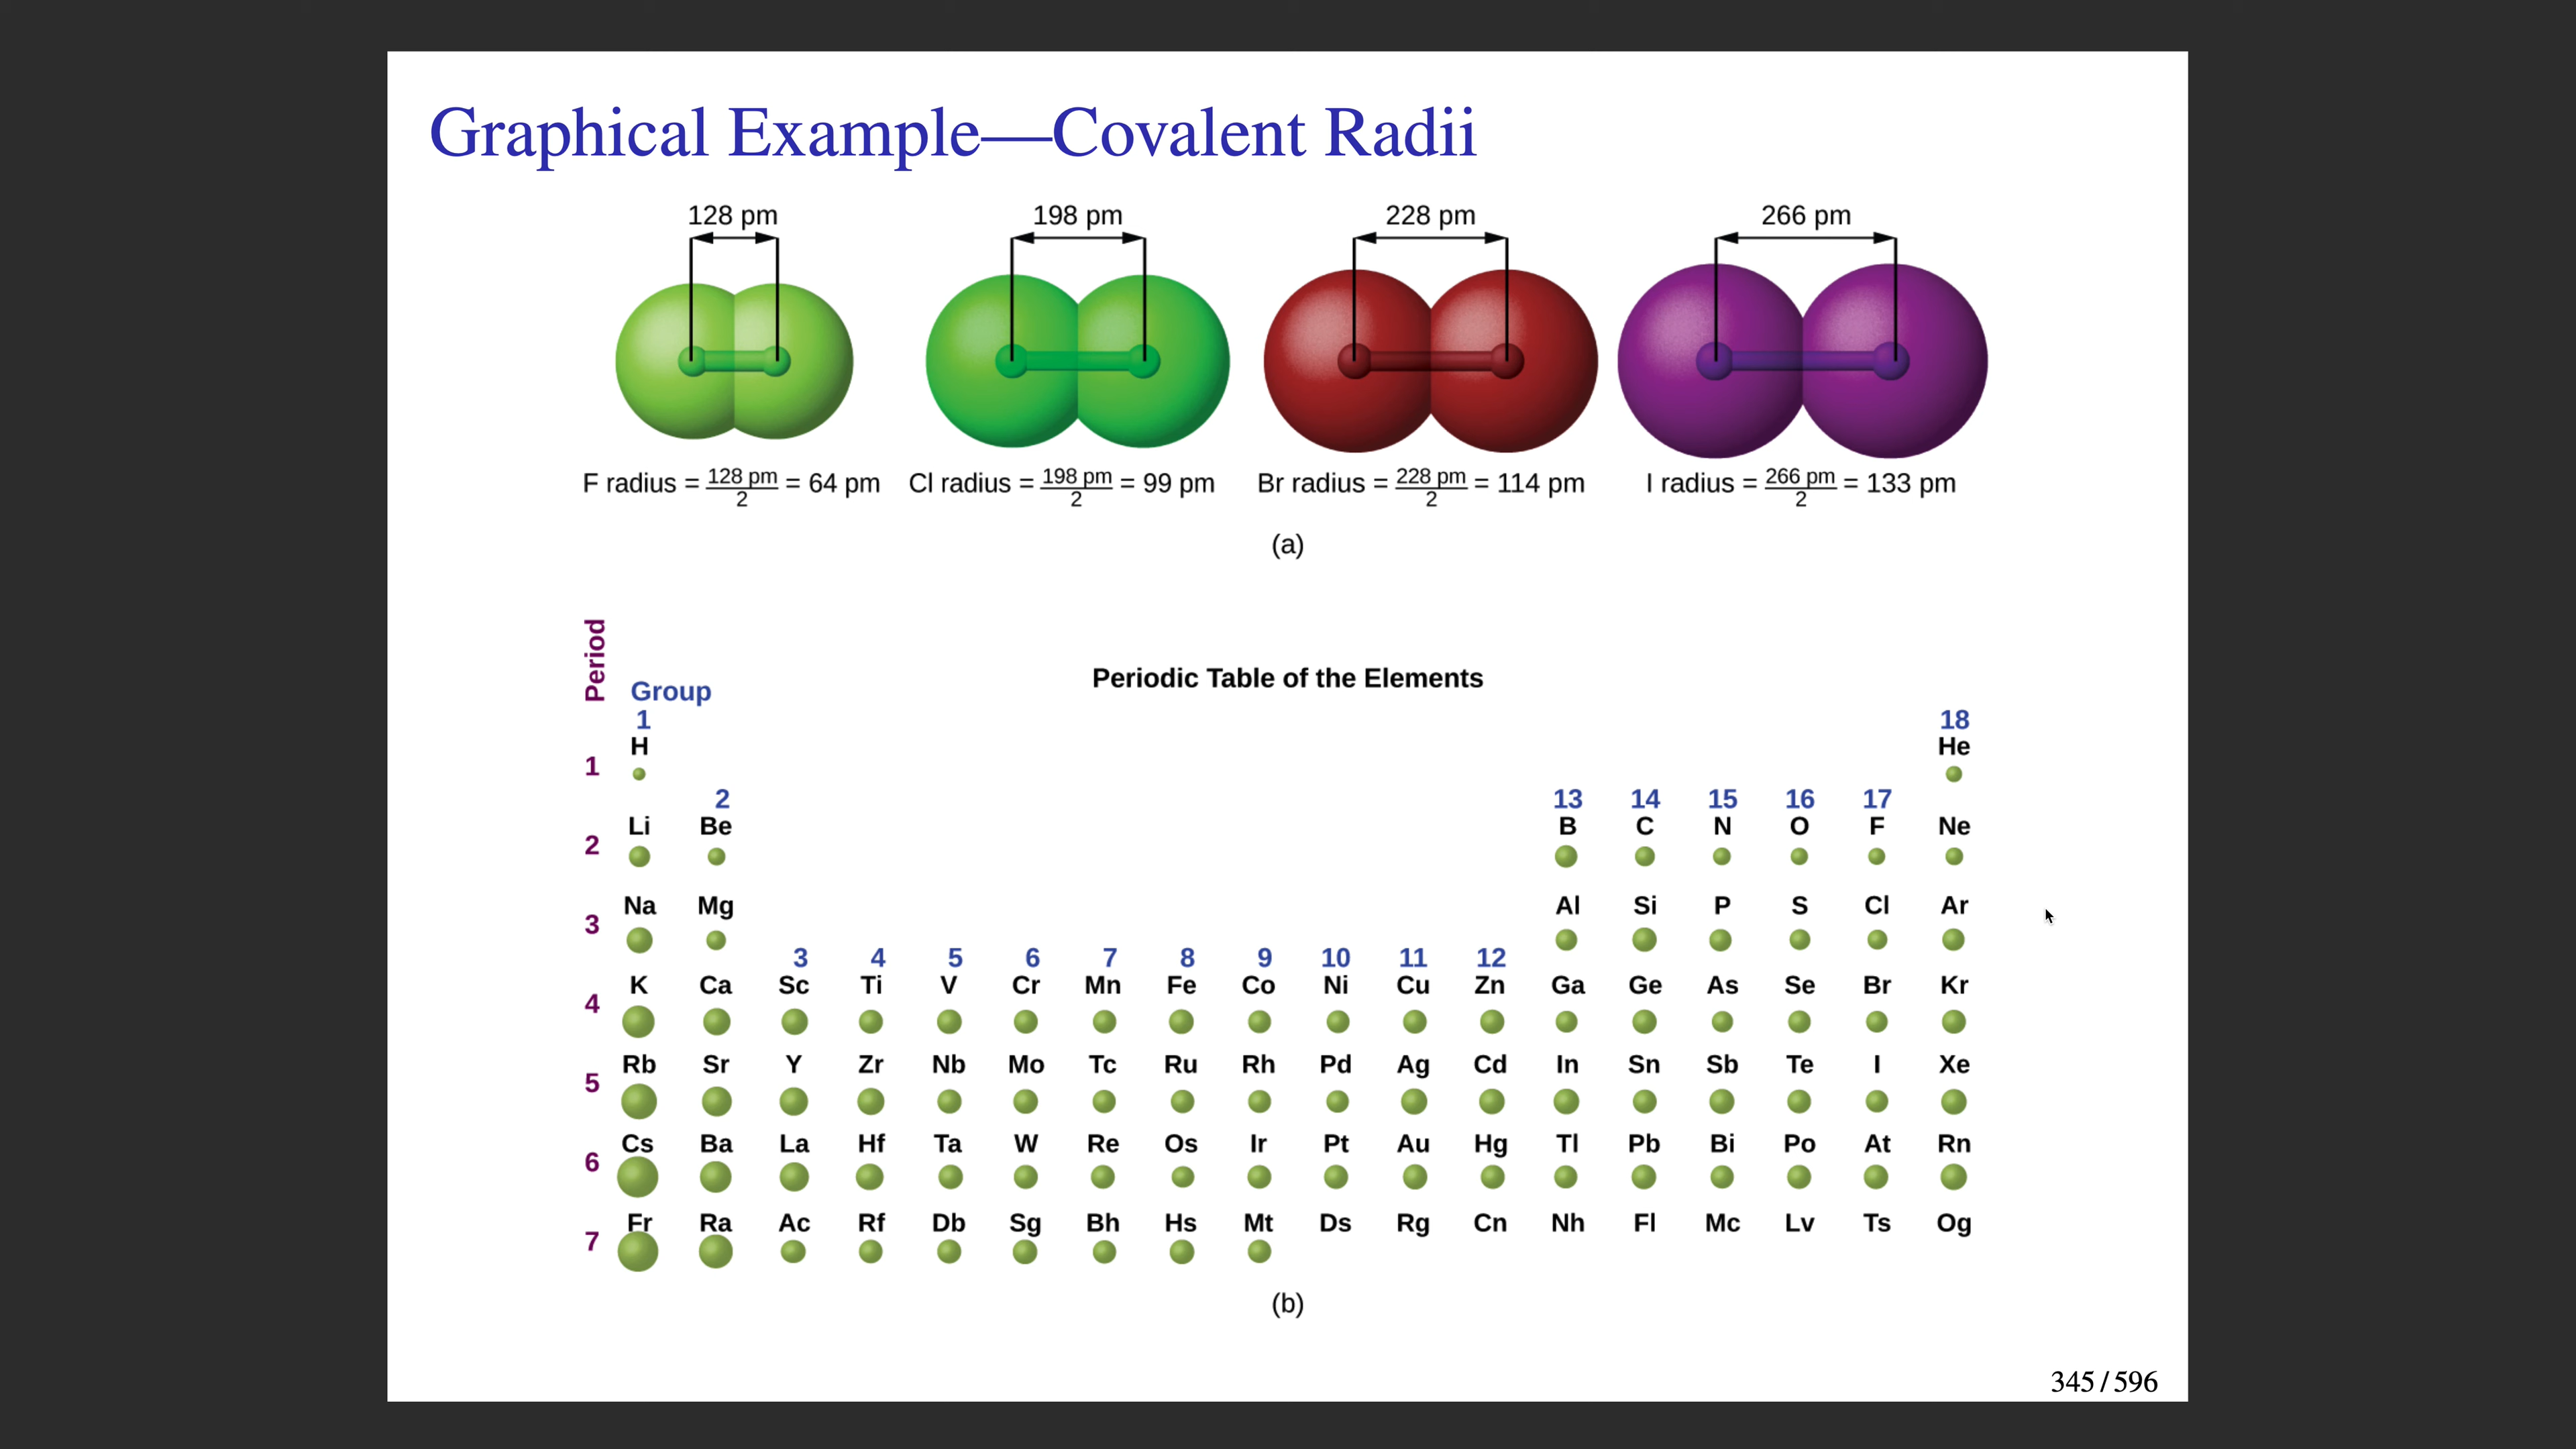 Graphical Example—Covalent Radii
128 pm 198 pm 228 pm 266 pm
F radius = 128 pm/2 = 64 pm Cl radius = 198 pm/2 = 99 pm Br radius = 228 pm/2 = 114 pm I radius = 266 pm/2 = 133 pm
(a)
Period
Periodic Table of the Elements
Group
1 18
H He
1
2 13 14 15 16 17
Li Be B C N O F Ne
2
Na Mg Al Si P S Cl Ar
3
3 4 5 6 7 8 9 10 11 12
K Ca Sc Ti V Cr Mn Fe Co Ni Cu Zn Ga Ge As Se Br Kr
4
Rb Sr Y Zr Nb Mo Tc Ru Rh Pd Ag Cd In Sn Sb Te I Xe
5
Cs Ba La Hf Ta W Re Os Ir Pt Au Hg Tl Pb Bi Po At Rn
6
Fr Ra Ac Rf Db Sg Bh Hs Mt Ds Rg Cn Nh Fl Mc Lv Ts Og
7
(b)
345 / 596